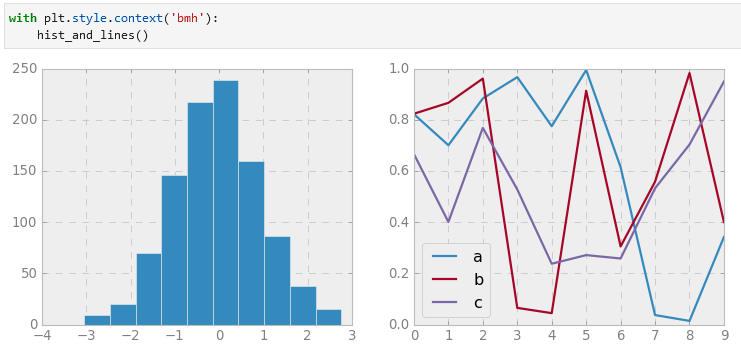 with plt.style.context('bmh'):
    hist_and_lines()
250
200
150
100
50
0
−4 −3 −2 −1 0 1 2 3
1.0
0.8
0.6
0.4
0.2
0.0
a
b
c
0 1 2 3 4 5 6 7 8 9